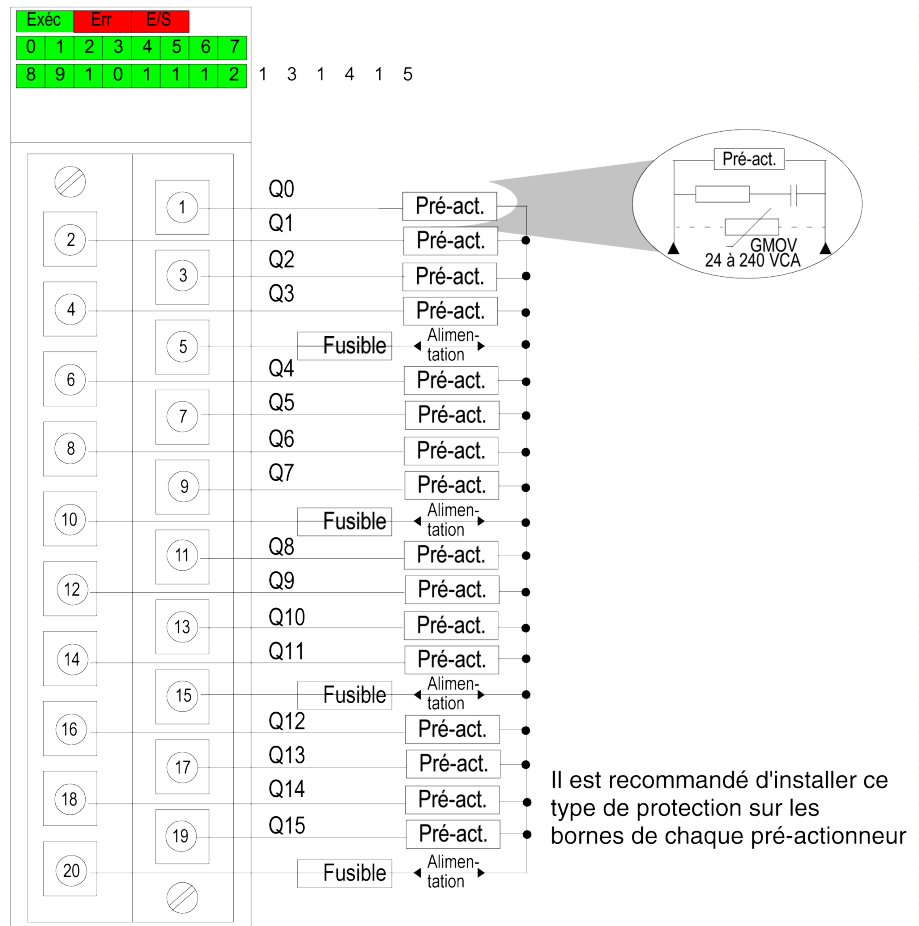 Exéc Err E/S
0 1 2 3 4 5 6 7
8 9 1 0 1 1 1 2 1 3 1 4 1 5
Pré-act.
GMOV
24 à 240 VCA
1 Q0 Pré-act.
2 Q1 Pré-act.
3 Q2 Pré-act.
4 Q3 Pré-act.
5 Fusible Alimen-
tation
6 Q4 Pré-act.
7 Q5 Pré-act.
8 Q6 Pré-act.
9 Q7 Pré-act.
10 Fusible Alimen-
tation
11 Q8 Pré-act.
12 Q9 Pré-act.
13 Q10 Pré-act.
14 Q11 Pré-act.
15 Fusible Alimen-
tation
16 Q12 Pré-act.
17 Q13 Pré-act.
18 Q14 Pré-act.
19 Q15 Pré-act.
20 Fusible Alimen-
tation
Il est recommandé d'installer ce
type de protection sur les
bornes de chaque pré-actionneur